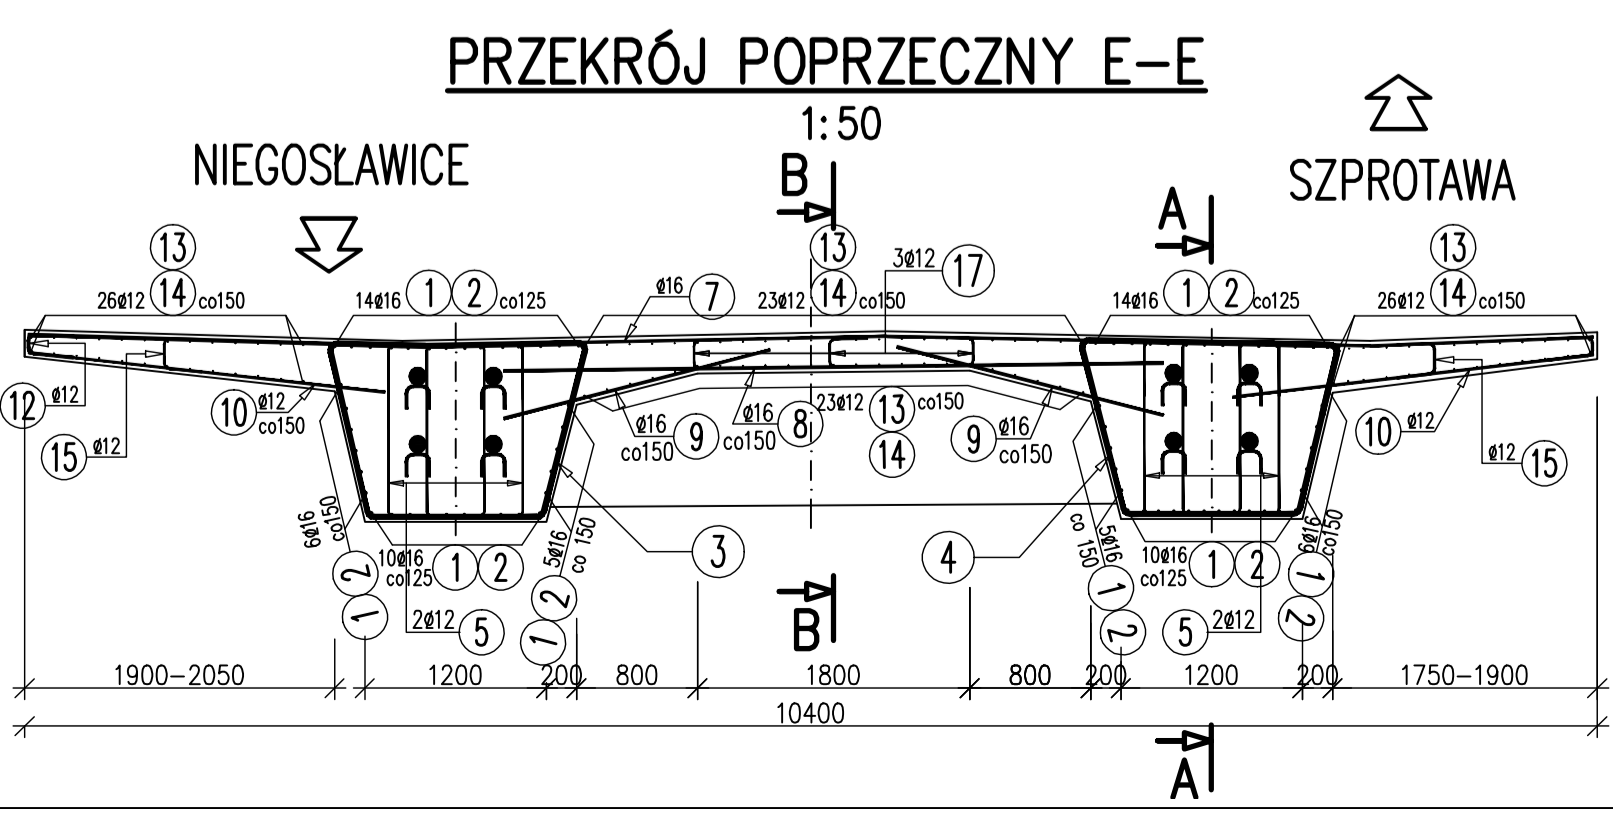 PRZEKRÓJ POPRZECZNY E-E
1:50
NIEGOSŁAWICE
B
A
SZPROTAWA
13
14
26ø12 co150
14ø16 1 2 co125
ø16 7
13
23ø12 14 co150
3ø12 17
14ø16 1 2 co125
13
26ø12 14 co150
12 ø12
15 ø12
10 ø12
co150
ø16
co150 9
ø16
co150 8
23ø12 13 co150
14
9 ø16
co150
10 ø12
ø12 15
6ø16
co150
2
1
10ø16
co125 1 2
5ø16
co 150
2
1
3
4
5ø16
co 150
1
2
10ø16
co125 1 2
6ø16
co150
1
2
2ø12 5
B
5 2ø12
1900-2050 1200 200 800 1800 800 200 1200 200 1750-1900
10400
A